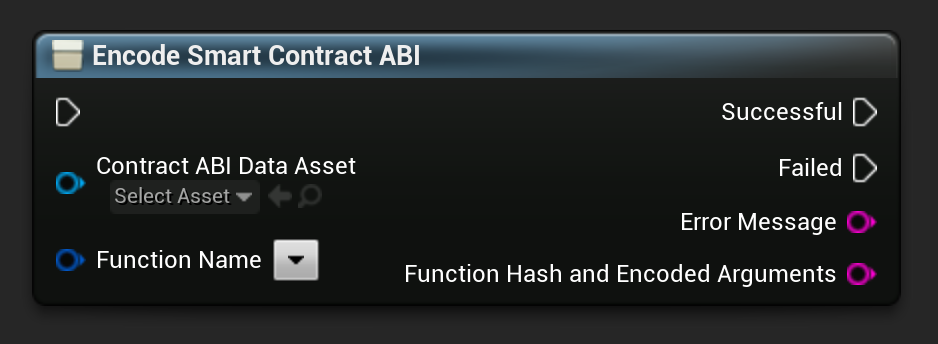 Encode Smart Contract ABI
Successful
Contract ABI Data Asset
Select Asset
Failed
Error Message
Function Name
Function Hash and Encoded Arguments